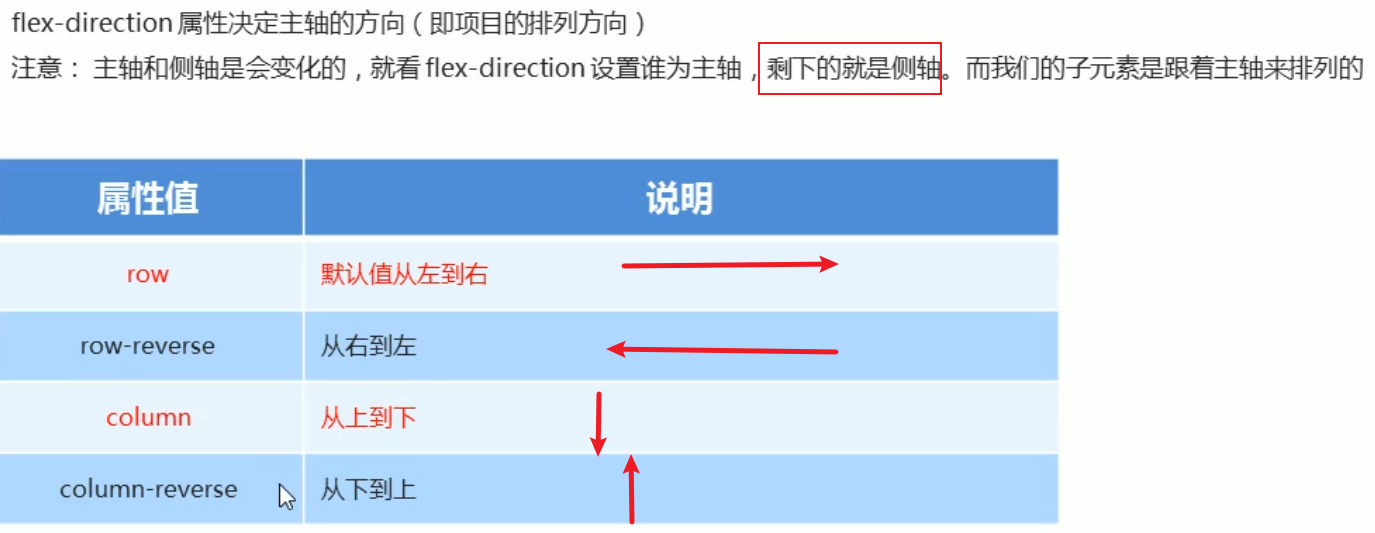 flex-direction 属性决定主轴的方向（即项目的排列方向）
注意： 主轴和侧轴是会变化的，就看 flex-direction 设置谁为主轴，剩下的就是侧轴。而我们的子元素是跟着主轴来排列的
属性值 说明
row 默认值从左到右
row-reverse 从右到左
column 从上到下
column-reverse 从下到上